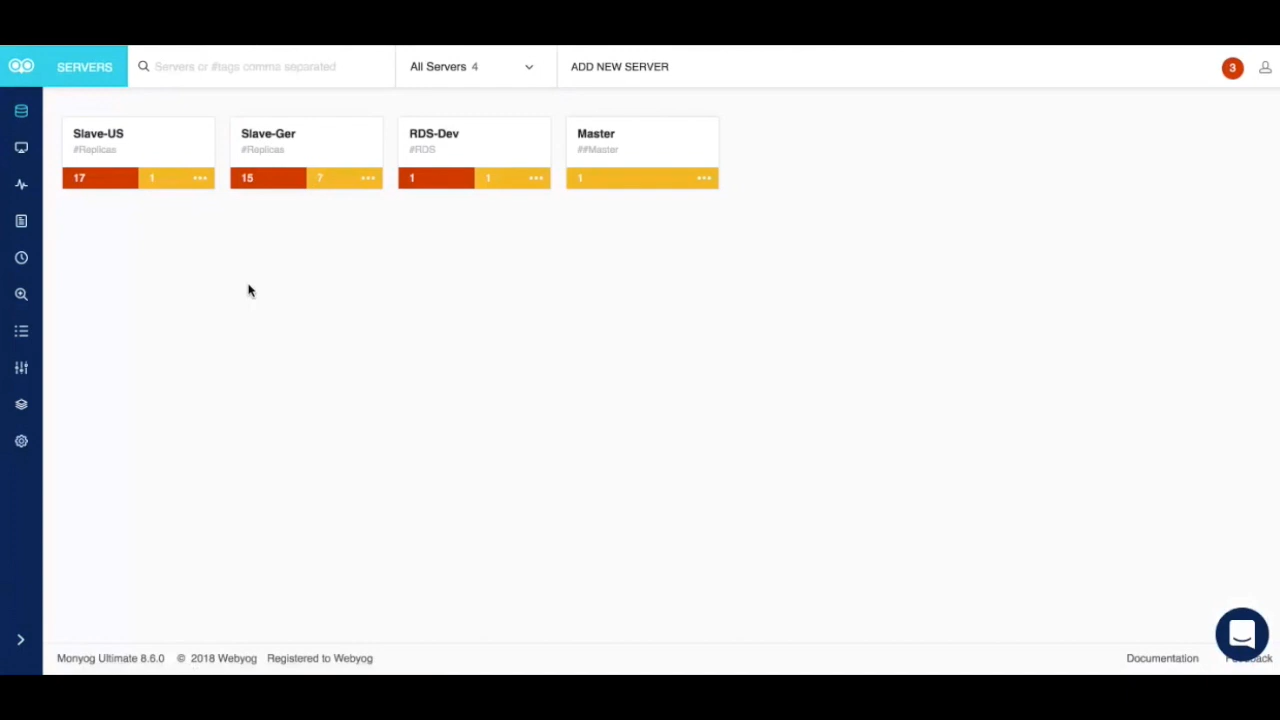 SERVERS
Servers or #tags comma separated
All Servers 4
ADD NEW SERVER
3
Slave-US
#Replicas
17 1
Slave-Ger
#Replicas
15 7
RDS-Dev
#RDS
1 1
Master
##Master
1
Monyog Ultimate 8.6.0 © 2018 Webyog Registered to Webyog
Documentation